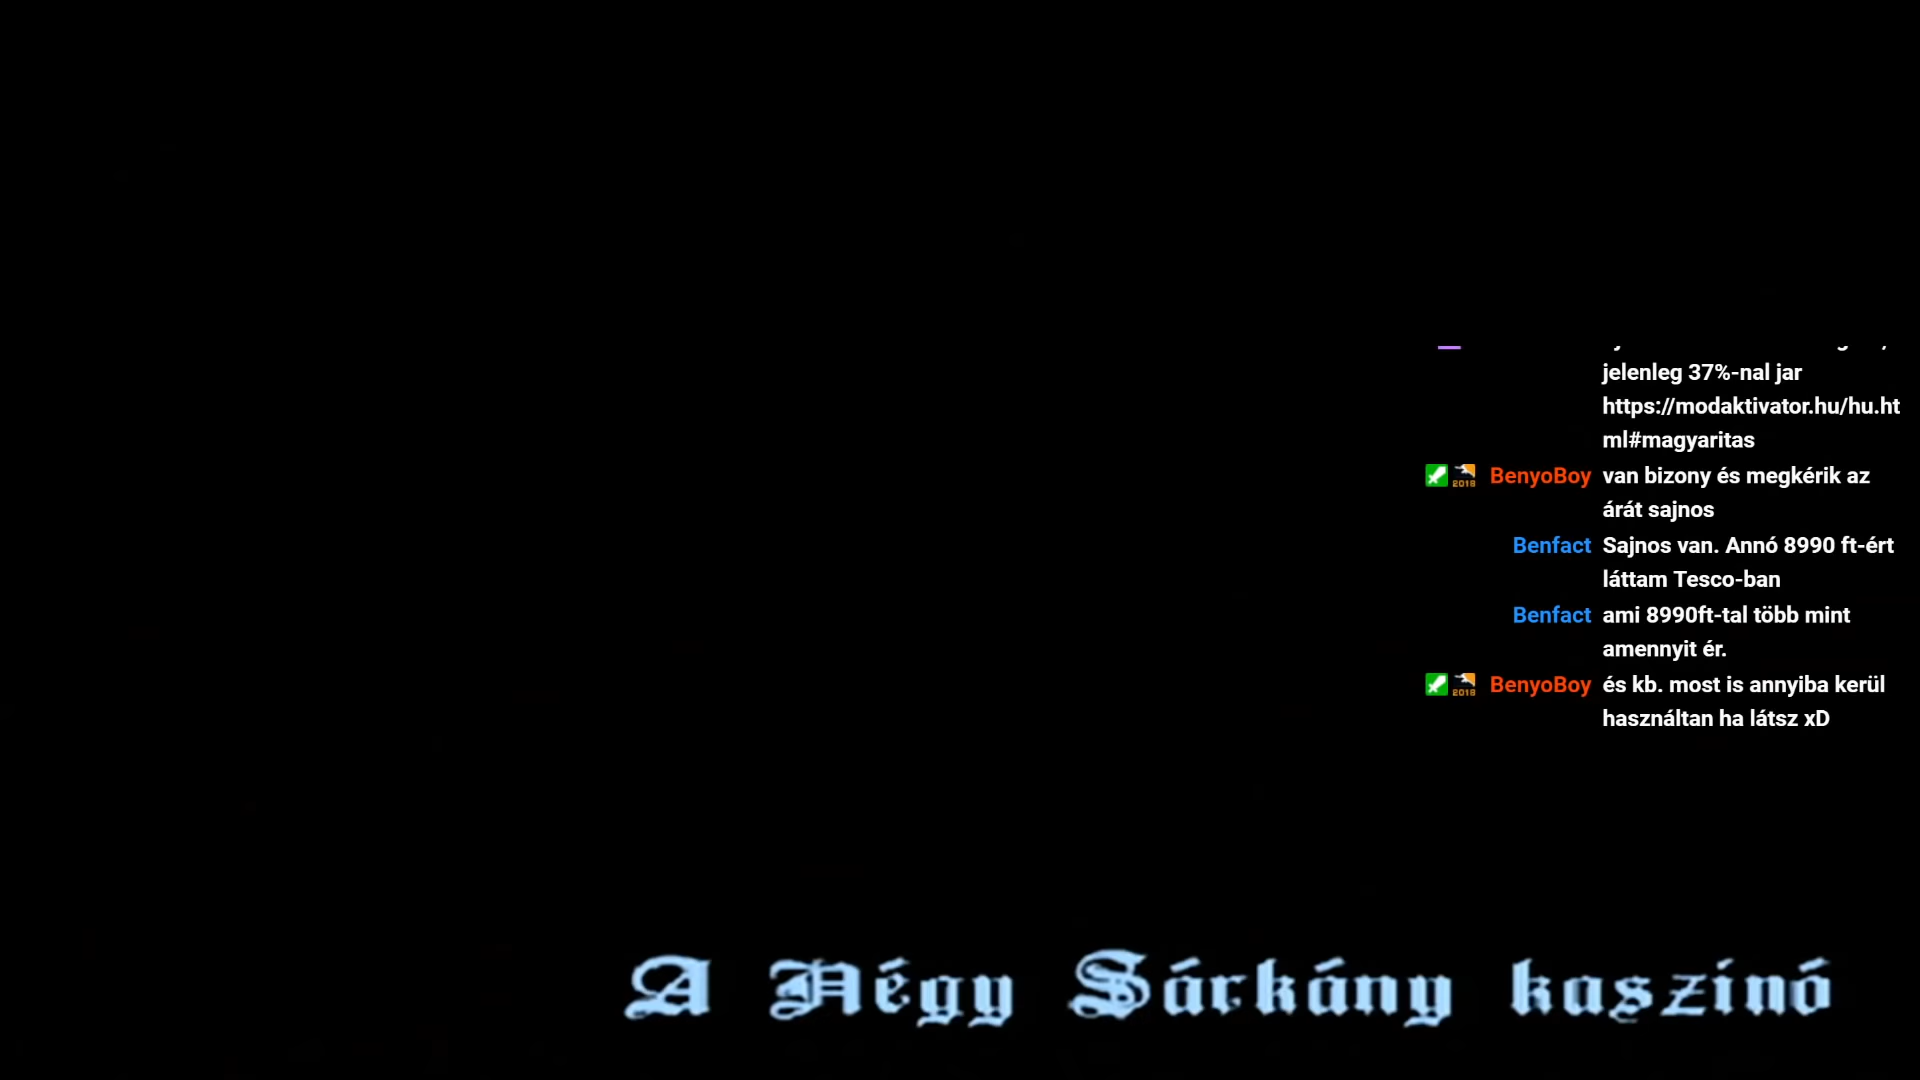 jelenleg 37%-nal jar
https://modaktivator.hu/hu.ht
ml#magyaritas
BenyoBoy van bizony és megkérik az
árát sajnos
Benfact Sajnos van. Annó 8990 ft-ért
láttam Tesco-ban
Benfact ami 8990ft-tal több mint
amennyit ér.
BenyoBoy és kb. most is annyiba kerül
használtan ha látsz xD
A Négy Sárkány kaszinó